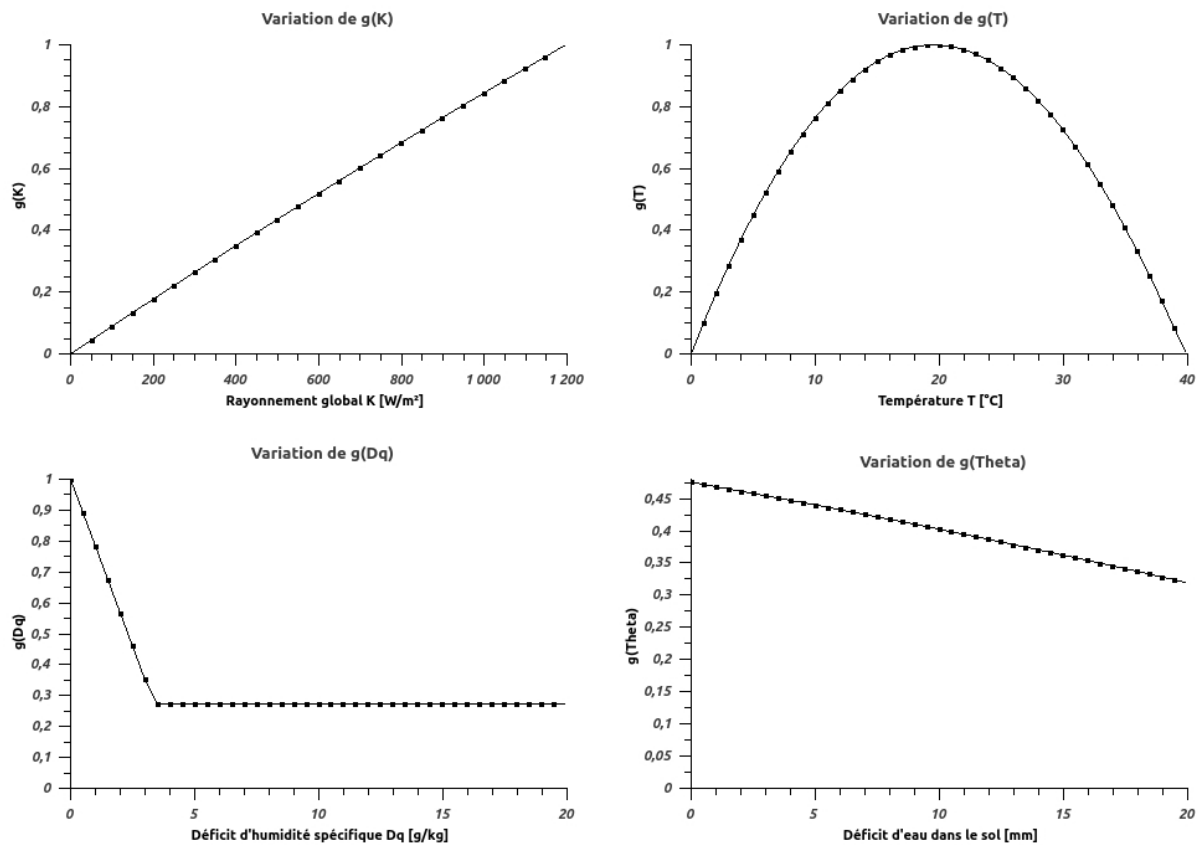 Variation de g(K)
g(K)
1
0,8
0,6
0,4
0,2
0
0 200 400 600 800 1 000 1 200
Rayonnement global K [W/m²]
Variation de g(T)
g(T)
1
0,8
0,6
0,4
0,2
0
0 10 20 30 40
Température T [°C]
Variation de g(Dq)
g(Dq)
1
0,9
0,8
0,7
0,6
0,5
0,4
0,3
0,2
0,1
0
0 5 10 15 20
Déficit d'humidité spécifique Dq [g/kg]
Variation de g(Theta)
g(Theta)
0,45
0,4
0,35
0,3
0,25
0,2
0,15
0,1
0,05
0
0 5 10 15 20
Déficit d'eau dans le sol [mm]